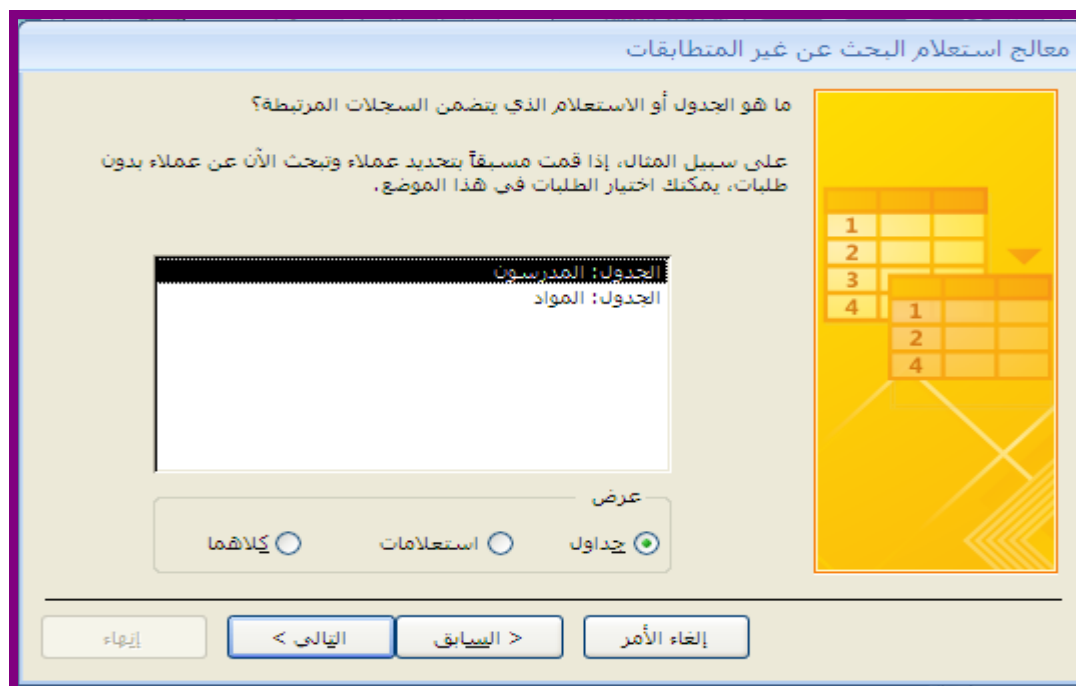 معالج استعلام البحث عن غير المتطابقات
ما هو الجدول أو الاستعلام الذي يتضمن السجلات المرتبطة؟
على سبيل المثال، إذا قمت مسبقاً بتحديد عملاء وتبحث الآن عن عملاء بدون
طلبات، يمكنك اختيار الطلبات في هذا الموضع.
1
2
3
4
1
2
4
الجدول: المدرسون
الجدول: المواد
عرض
جداول استعلامات كلاهما
إلغاء الأمر < السابق التالي > إنهاء